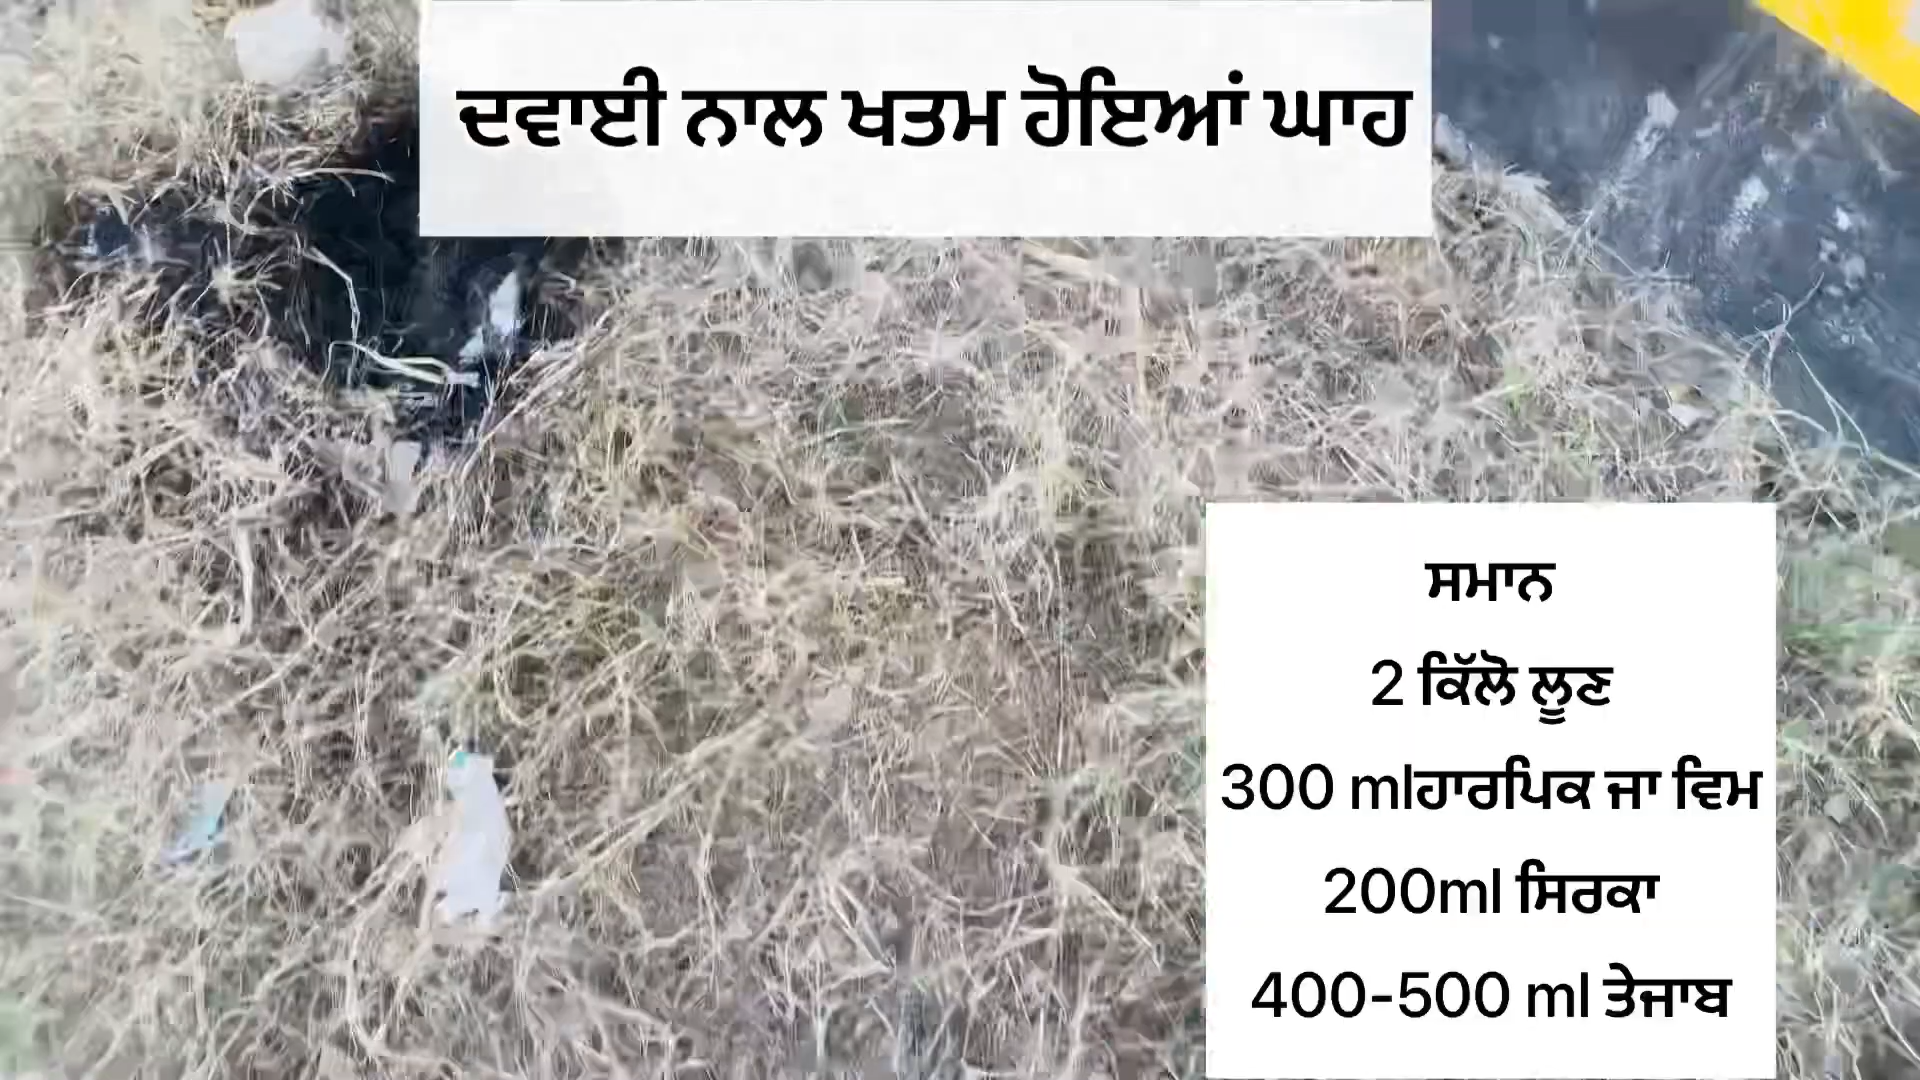 ਦਵਾਈ ਨਾਲ ਖਤਮ ਹੋਇਆਂ ਘਾਹ
ਸਮਾਨ
2 ਕਿੱਲੋ ਲੂਣ
300 mlਹਾਰਪਿਕ ਜਾ ਵਿਮ
200ml ਸਿਰਕਾ
400-500 ml ਤੇਜਾਬ